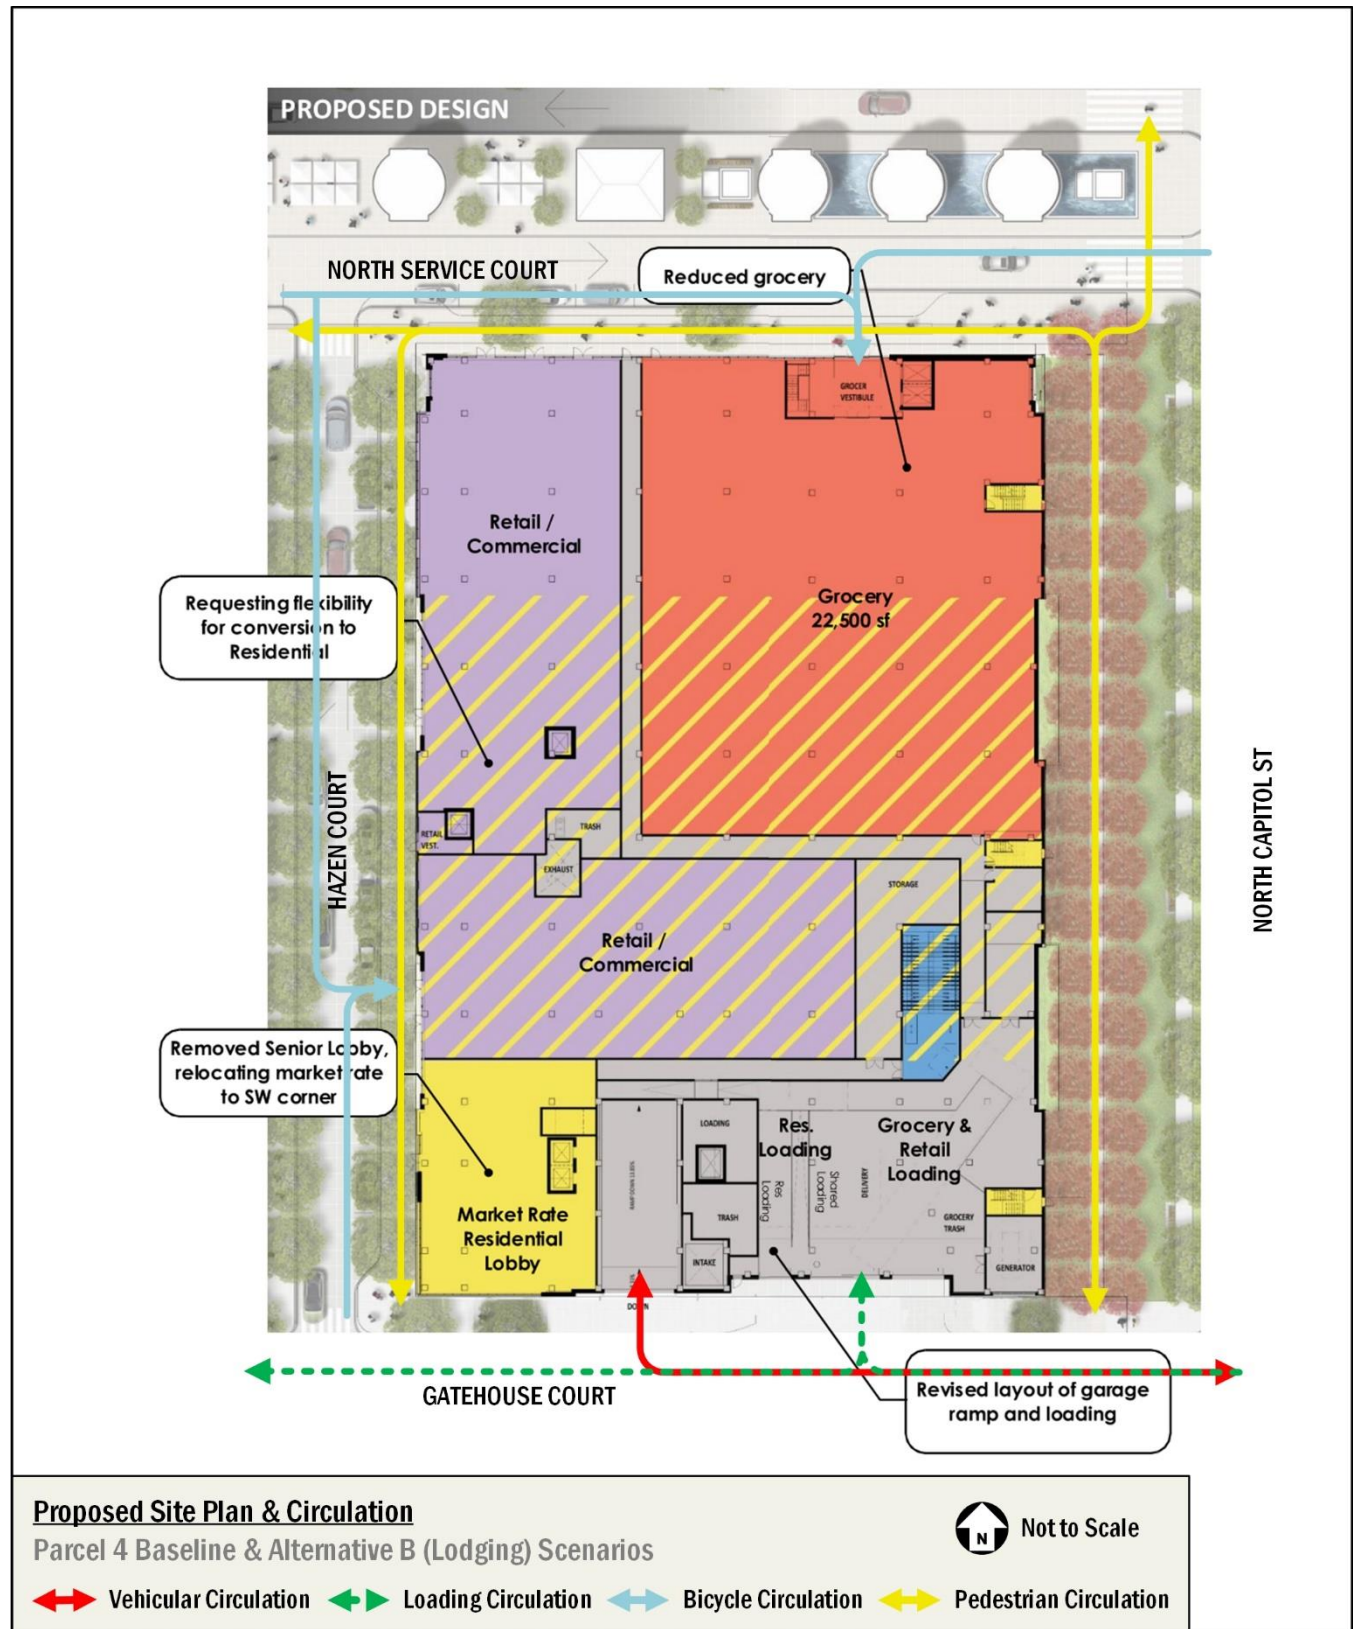 PROPOSED DESIGN
NORTH SERVICE COURT
Reduced grocery
GROCER
VESTIBULE
Retail /
Commercial
Requesting flexibility
for conversion to
Residential
Grocery
22,500 sf
HAZEN COURT
NORTH CAPITOL ST
RETAIL
VEST.
TRASH
EXHAUST
STORAGE
Retail /
Commercial
Removed Senior Lobby,
relocating market rate
to SW corner
LOADING
Res.
Loading
Grocery &
Retail
Loading
Res
Loading
Shared
Loading
DELIVERY
Market Rate
Residential
Lobby
TRASH
GROCERY
TRASH
INTAKE
GENERATOR
DOWN
GATEHOUSE COURT
Revised layout of garage
ramp and loading
Proposed Site Plan & Circulation
Parcel 4 Baseline & Alternative B (Lodging) Scenarios
N
Not to Scale
Vehicular Circulation
Loading Circulation
Bicycle Circulation
Pedestrian Circulation